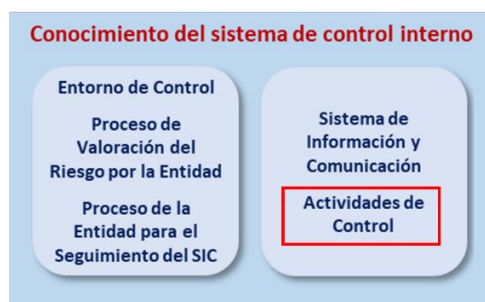 Conocimiento del sistema de control interno
Entorno de Control
Proceso de
Valoración del
Riesgo por la Entidad
Proceso de la
Entidad para el
Seguimiento del SIC
Sistema de
Información y
Comunicación
Actividades de
Control